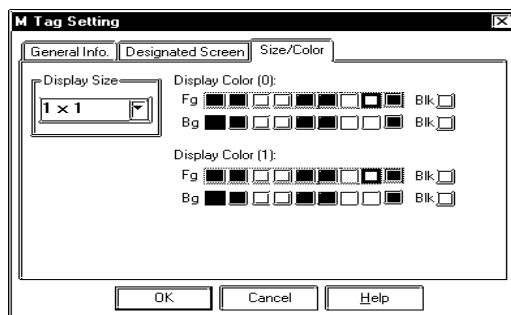 M Tag Setting
General Info. Designated Screen Size/Color
Display Size
1 × 1
Display Color (0):
Fg Blk
Bg Blk
Display Color (1):
Fg Blk
Bg Blk
OK Cancel Help